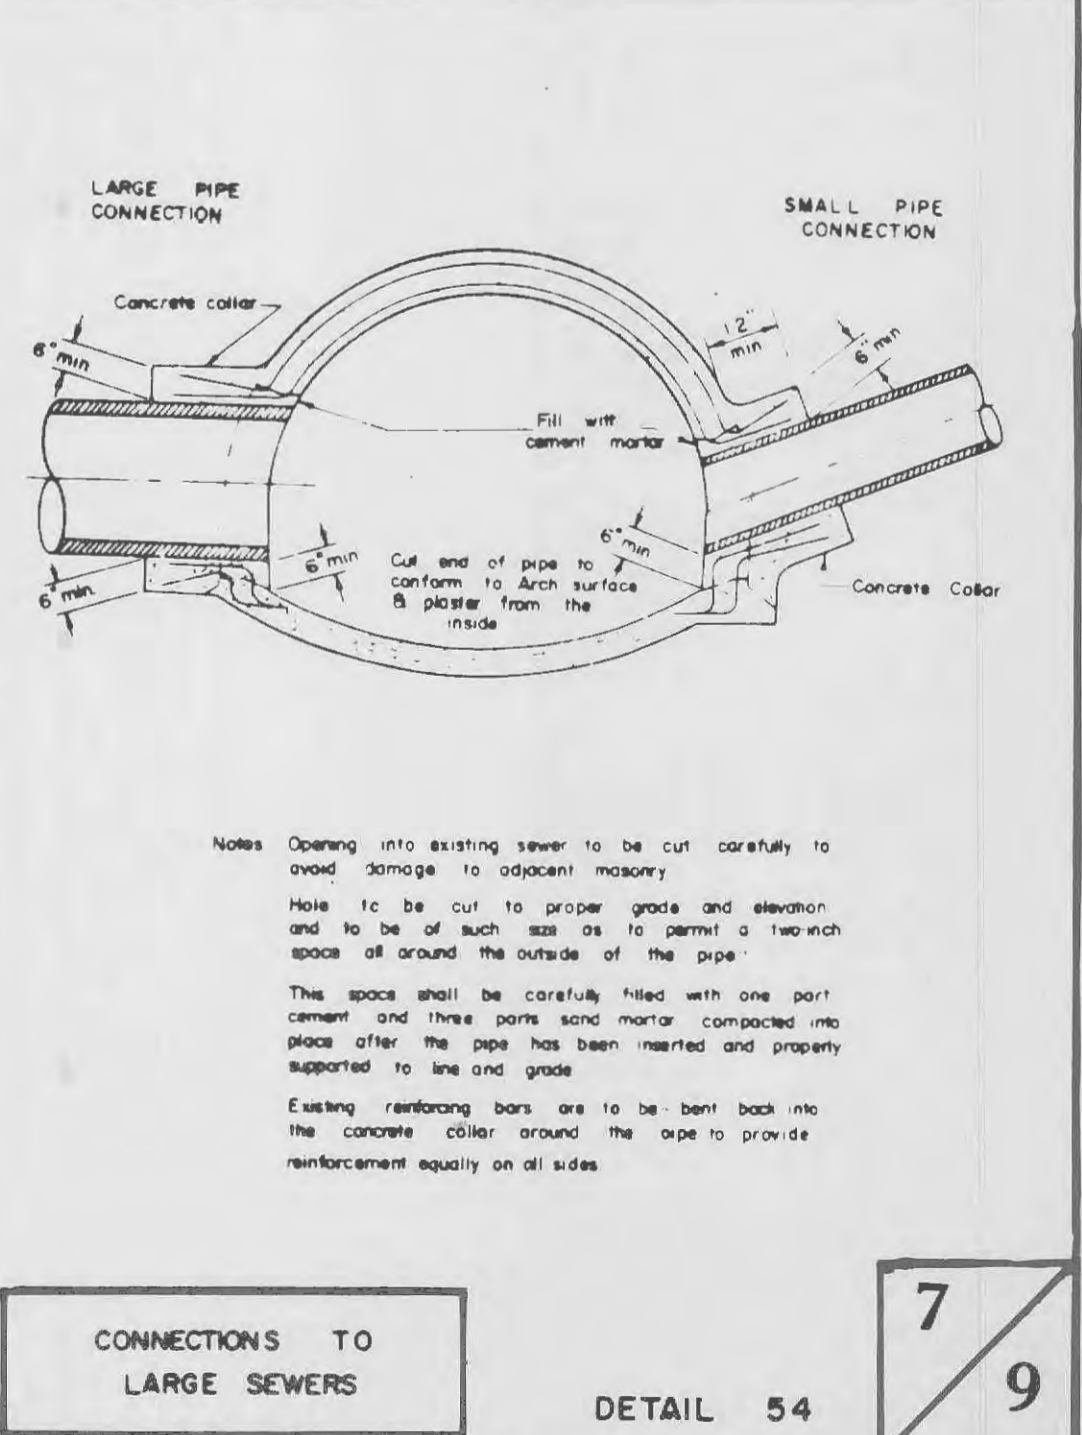 LARGE PIPE
CONNECTION
SMALL PIPE
CONNECTION
Concrete collar
6" min
12"
min
6" min
Fill with
cement mortar
6" min
6" min
6" min
Cut end of pipe to
conform to Arch surface
& plaster from the
inside
Concrete Collar
Notes Opening into existing sewer to be cut carefully to
avoid damage to adjacent masonry
Hole to be cut to proper grade and elevation
and to be of such size as to permit a two-inch
space all around the outside of the pipe
This space shall be carefully filled with one part
cement and three parts sand mortar compacted into
place after the pipe has been inserted and properly
supported to line and grade
Existing reinforcing bars are to be bent back into
the concrete collar around the pipe to provide
reinforcement equally on all sides
CONNECTIONS TO
LARGE SEWERS
DETAIL 54
7
9